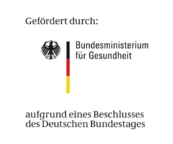 Gefördert durch:
Bundesministerium
für Gesundheit
aufgrund eines Beschlusses
des Deutschen Bundestages